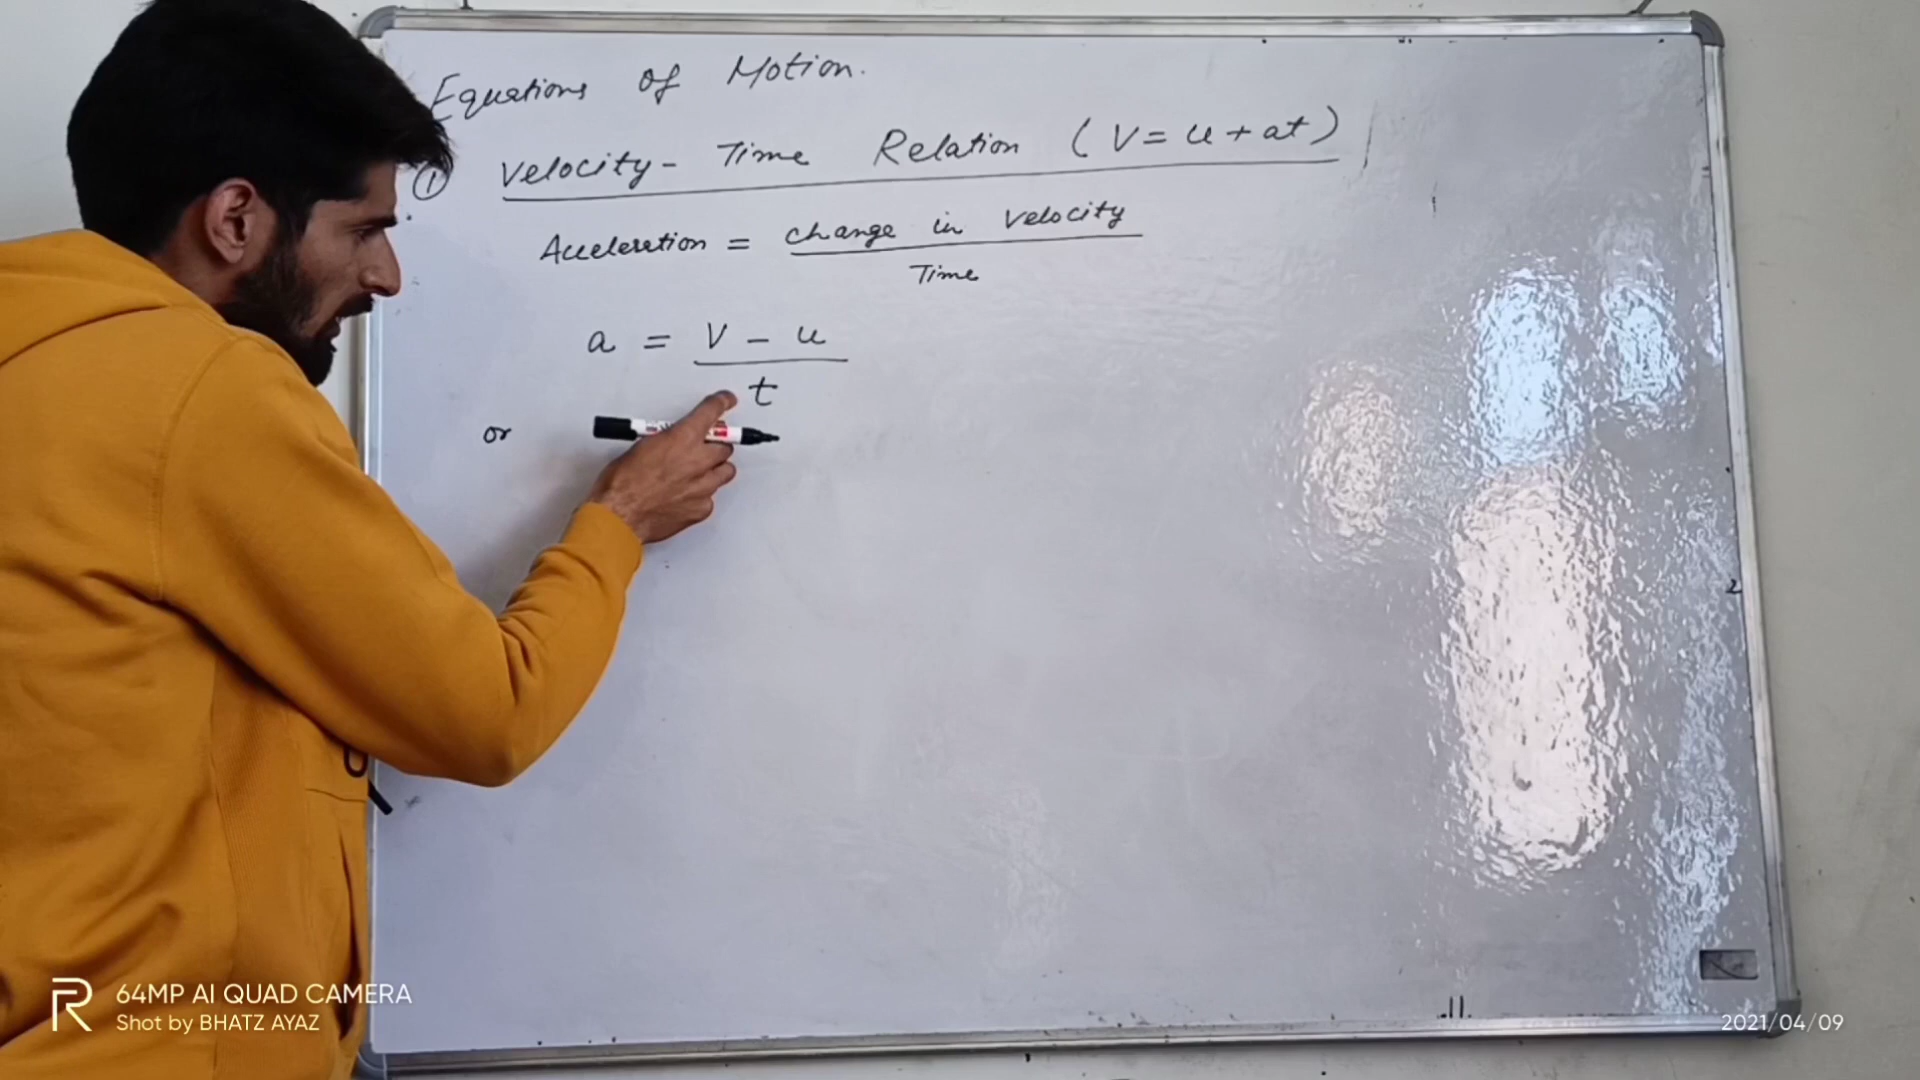 Equations of Motion.
① Velocity - Time Relation (V = u + at)
Acceleration = change in velocity
Time
a = V - u
t
or
R 64MP AI QUAD CAMERA
Shot by BHATZ AYAZ
2021/04/09